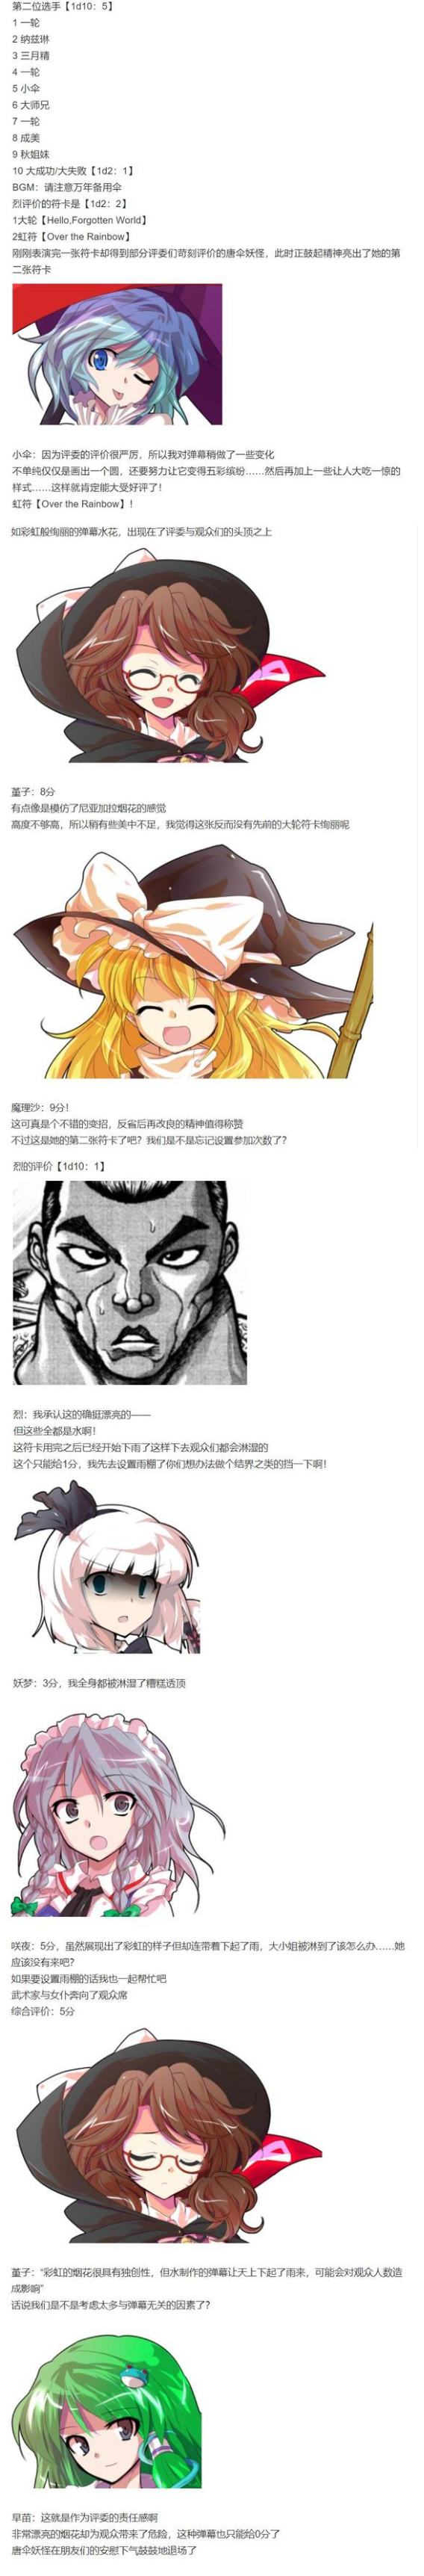 第二位选手【1d10：5】
1 一轮
2 纳兹琳
3 三月精
4 一轮
5 小伞
6 大师兄
7 一轮
8 成美
9 秋姐妹
10 大成功/大失败【1d2：1】
BGM：请注意万年备用伞
烈评价的符卡是【1d2：2】
1大轮【Hello,Forgotten World】
2虹符【Over the Rainbow】
刚刚表演完一张符卡却得到部分评委们苛刻评价的唐伞妖怪，此时正鼓起精神亮出了她的第
二张符卡
小伞：因为评委的评价很严厉，所以我对弹幕稍做了一些变化
不单纯仅仅是画出一个圆，还要努力让它变得五彩缤纷……然后再加上一些让人大吃一惊的
样式……这样就肯定能大受好评了！
虹符【Over the Rainbow】！
如彩虹般绚丽的弹幕水花，出现在了评委与观众们的头顶之上
堇子：8分
有点像是模仿了尼亚加拉烟花的感觉
高度不够高，所以稍有些美中不足，我觉得这张反而没有先前的大轮符卡绚丽呢
魔理沙：9分！
这可真是个不错的变招，反省后再改良的精神值得称赞
不过这是她的第二张符卡了吧？我们是不是忘记设置参加次数了？
烈的评价【1d10：1】
烈：我承认这的确挺漂亮的——
但这些全都是水啊！
这符卡用完之后已经开始下雨了这样下去观众们都会淋湿的
这个只能给1分，我先去设置雨棚了你们想办法做个结界之类的挡一下啊！
妖梦：3分，我全身都被淋湿了糟糕透顶
咲夜：5分，虽然展现出了彩虹的样子但却连带着下起了雨，大小姐被淋到了该怎么办……她
应该没有来吧？
如果要设置雨棚的话我也一起帮忙吧
武术家与女仆奔向了观众席
综合评价：5分
堇子：“彩虹的烟花很具有独创性，但水制作的弹幕让天上下起了雨来，可能会对观众人数造
成影响”
话说我们是不是考虑太多与弹幕无关的因素了？
早苗：这就是作为评委的责任感啊
非常漂亮的烟花却为观众带来了危险，这种弹幕也只能给0分了
唐伞妖怪在朋友们的安慰下气鼓鼓地退场了